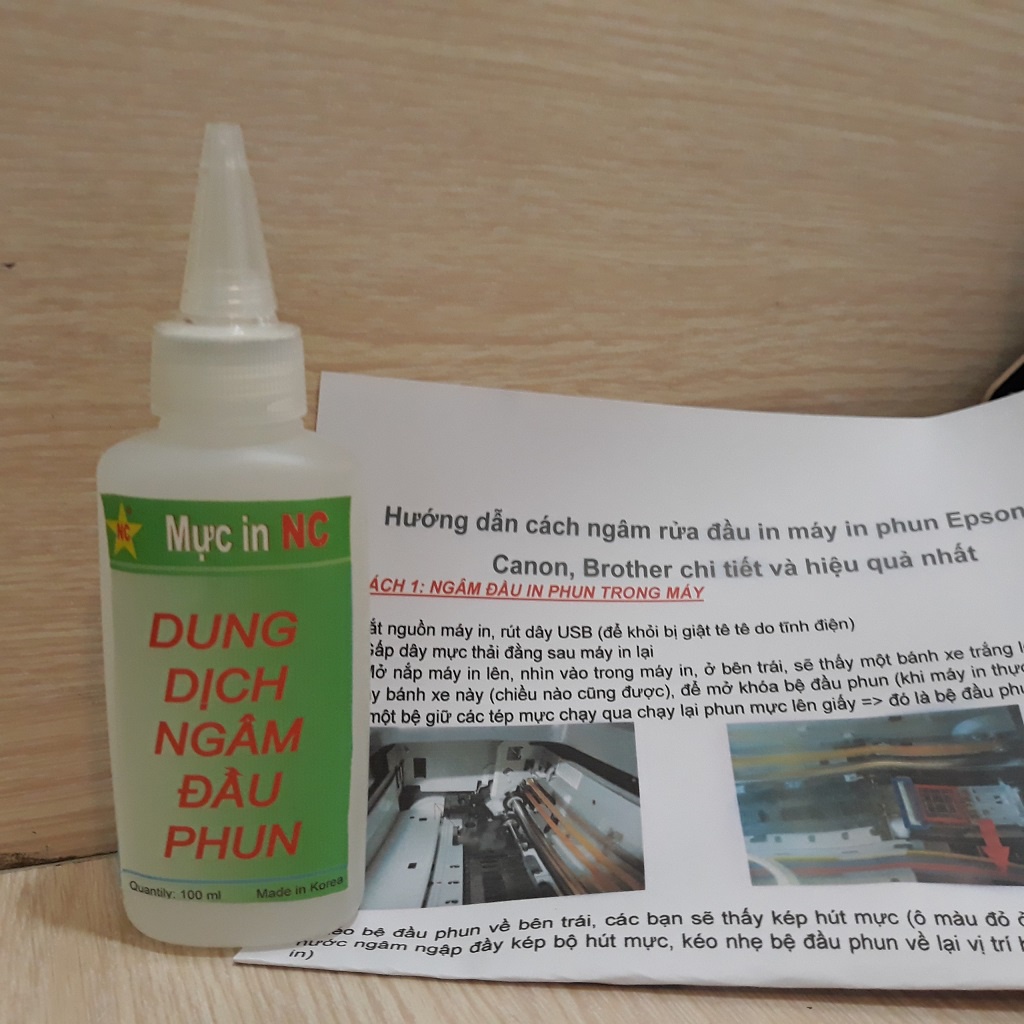 NC
Mực in NC
DUNG
DỊCH
NGÂM
ĐẦU
PHUN
Quantily: 100 ml Made in Korea
Hướng dẫn cách ngâm rửa đầu in máy in phun Epson
Canon, Brother chi tiết và hiệu quả nhất
ÁCH 1: NGÂM ĐẦU IN PHUN TRONG MÁY
ắt nguồn máy in, rút dây USB (để khỏi bị giật tê tê do tĩnh điện)
dây mực thải đằng sau máy in lại
nắp máy in lên, nhìn vào trong máy in, ở bên trái, sẽ thấy một bánh xe trắng
y bánh xe này (chiều nào cũng được), để mở khóa bệ đầu phun (khi máy in thực
một bệ giữ các tép mực chạy qua chạy lại phun mực lên giấy => đó là bệ đầu
bệ đầu phun về bên trái, các bạn sẽ thấy kép hút mực (ô màu đỏ
nước ngâm ngập đầy kép bộ hút mực, kéo nhẹ bệ đầu phun về lại vị trí
in)